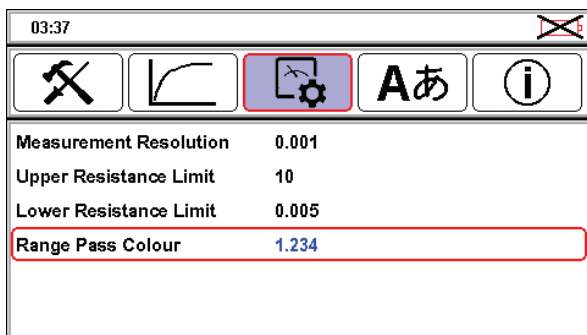 03:37
Aあ i
Measurement Resolution 0.001
Upper Resistance Limit 10
Lower Resistance Limit 0.005
Range Pass Colour 1.234